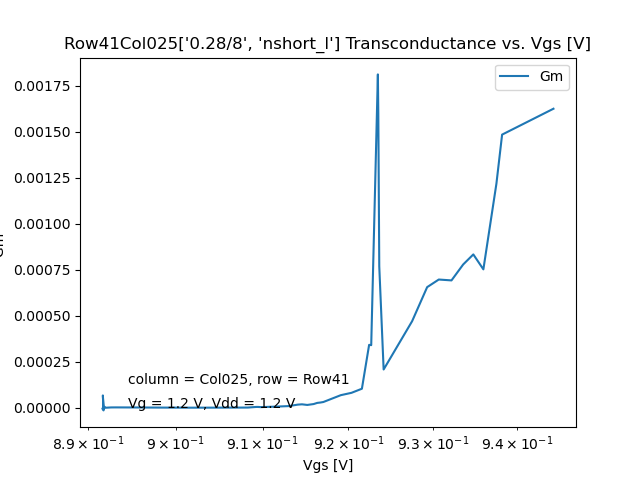 Row41Col025['0.28/8', 'nshort_l'] Transconductance vs. Vgs [V]
Gm
0.00175
0.00150
0.00125
0.00100
0.00075
0.00050
0.00025
0.00000
column = Col025, row = Row41
Vg = 1.2 V, Vdd = 1.2 V
8.9 × 10⁻¹ 9 × 10⁻¹ 9.1 × 10⁻¹ 9.2 × 10⁻¹ 9.3 × 10⁻¹ 9.4 × 10⁻¹
Vgs [V]